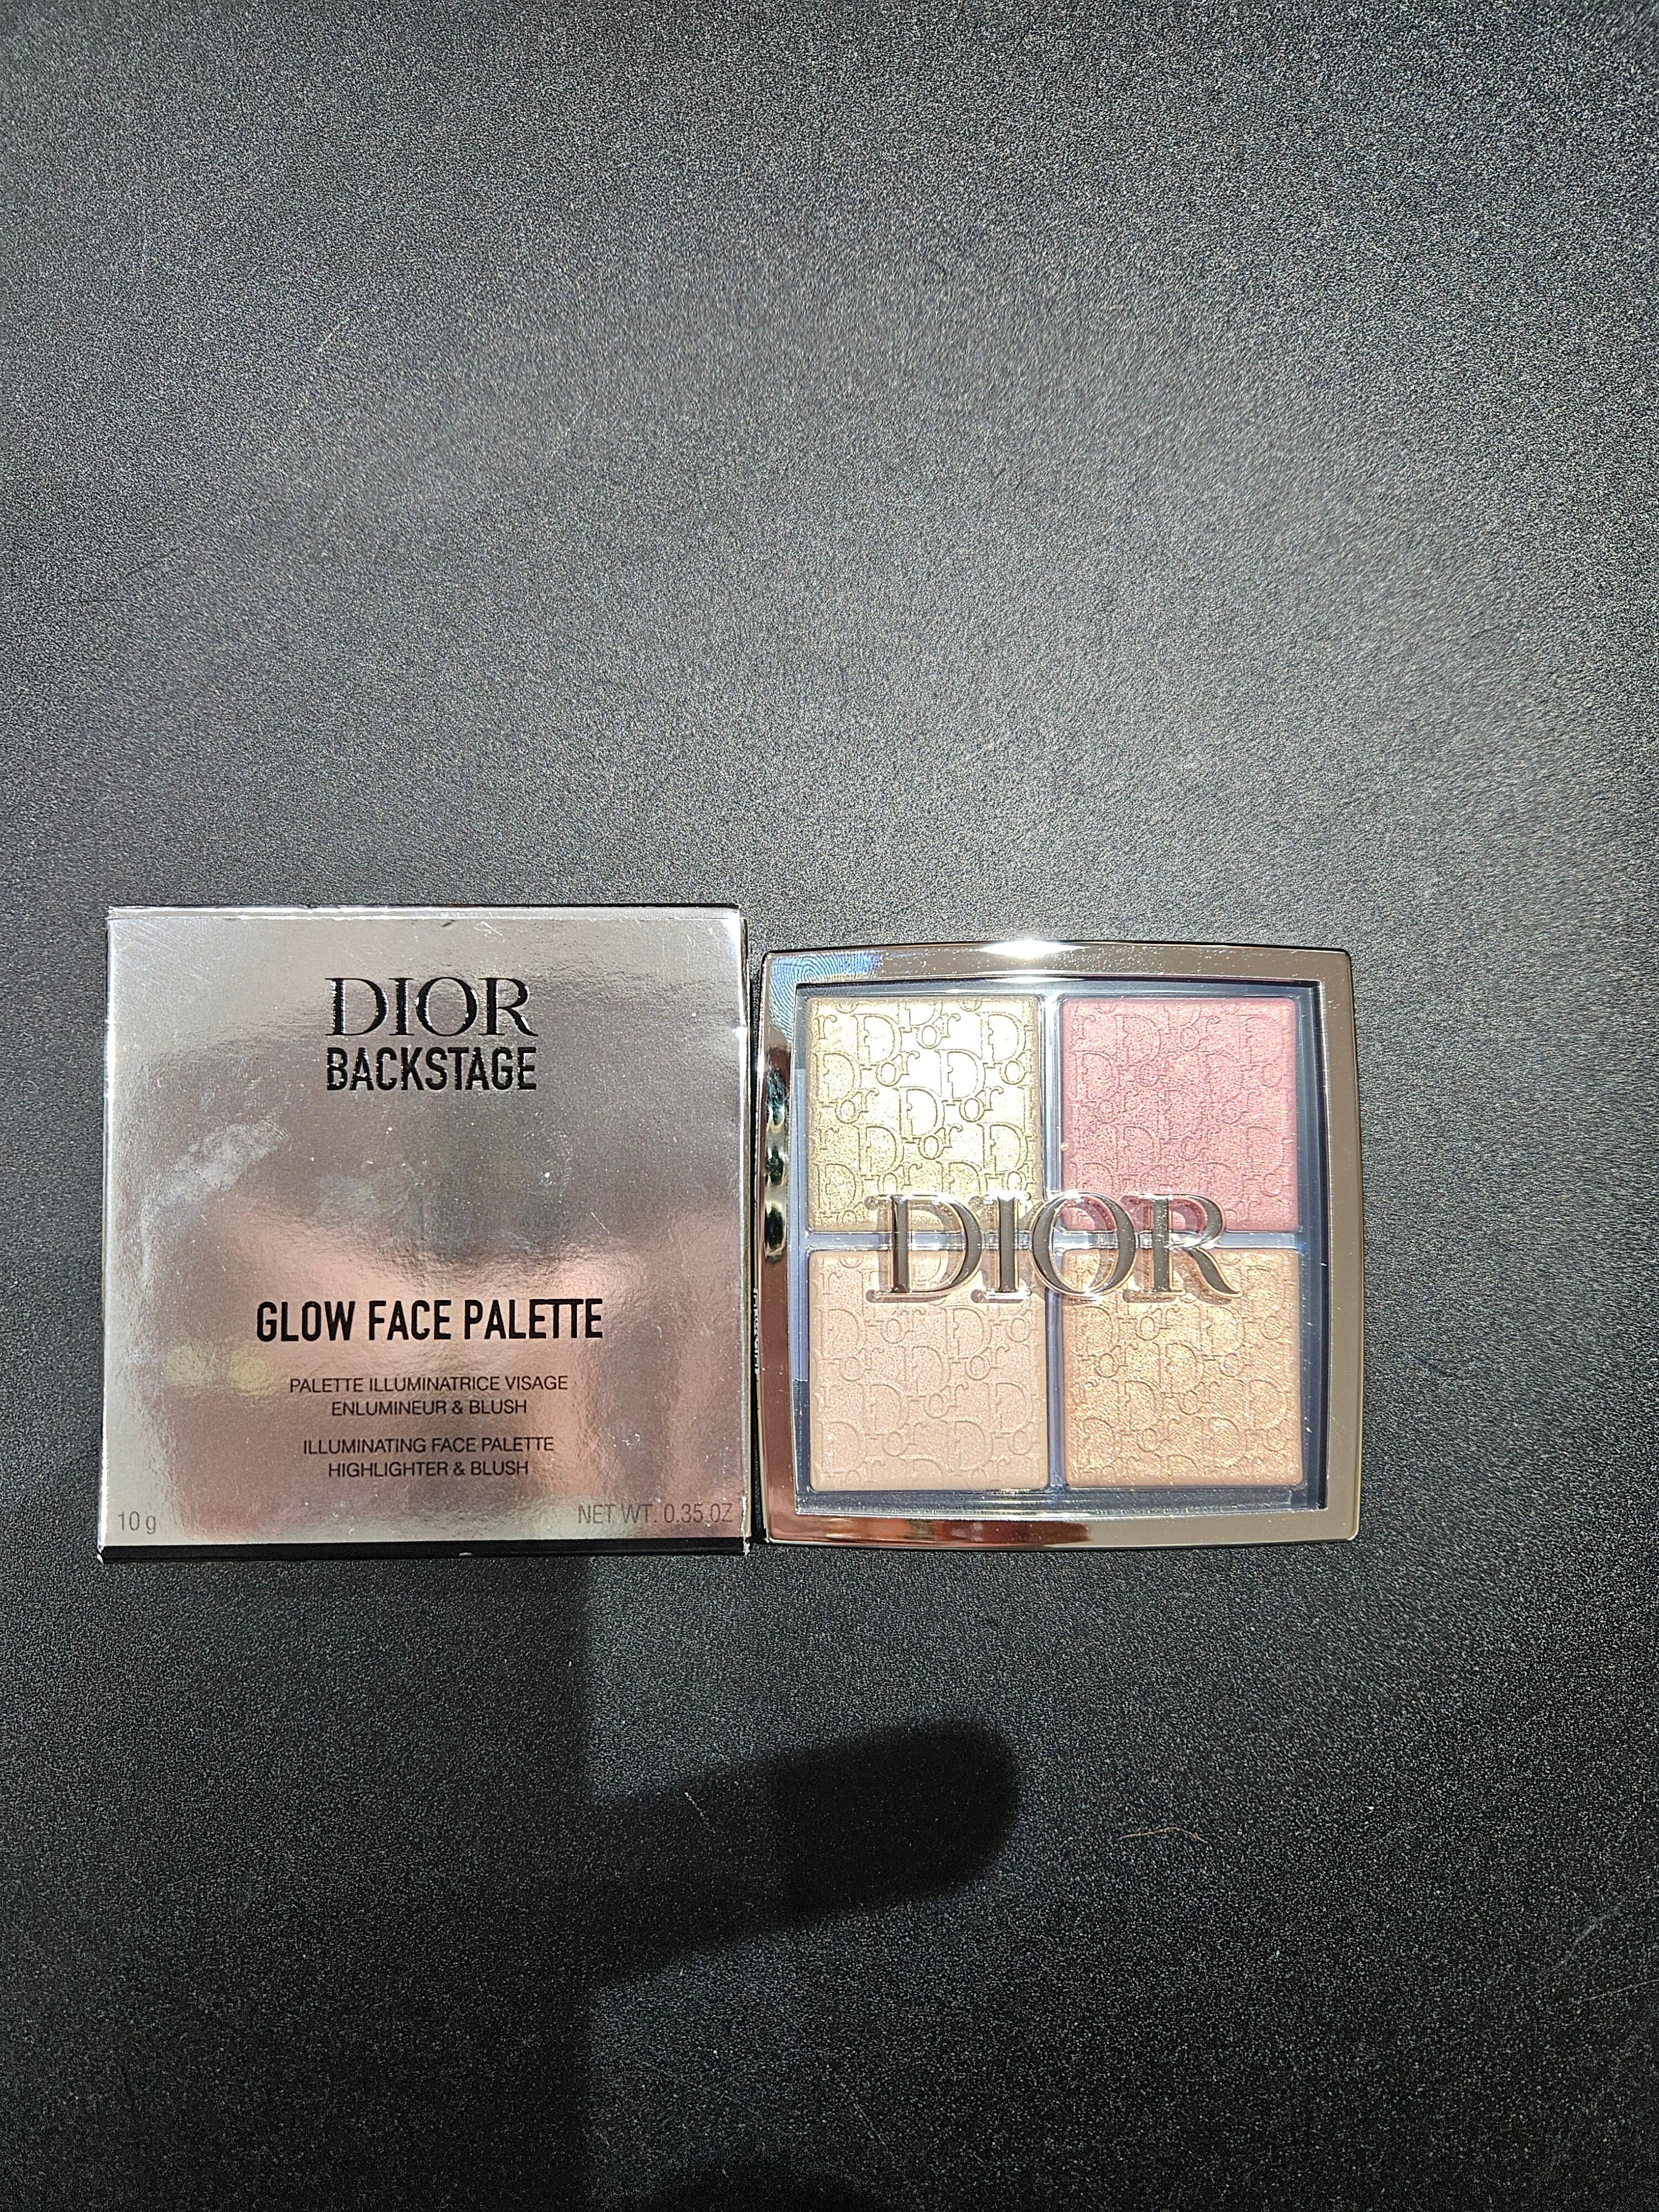 DIOR
BACKSTAGE
GLOW FACE PALETTE
PALETTE ILLUMINATRICE VISAGE
ENLUMINEUR & BLUSH
ILLUMINATING FACE PALETTE
HIGHLIGHTER & BLUSH
10 g
NET WT. 0.35 OZ
DIOR